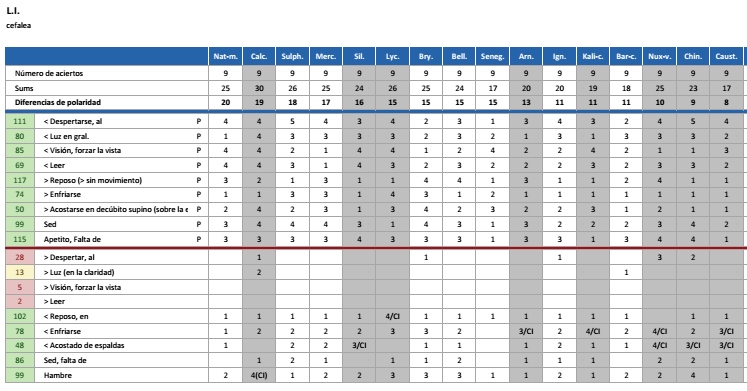 L.I.
cefalea
Nat-m. Calc. Sulph. Merc. Sil. Lyc. Bry. Bell. Seneg. Arn. Ign. Kali-c. Bar-c. Nux-v. Chin. Caust.
Número de aciertos 9 9 9 9 9 9 9 9 9 9 9 9 9 9 9 9
Sums 25 30 26 25 24 26 25 24 17 20 20 19 18 25 23 17
Diferencias de polaridad 20 19 18 17 16 15 15 15 15 13 11 11 11 10 9 8
111 < Despertarse, al P 4 4 5 4 3 4 2 3 1 3 4 3 2 4 5 4
80 < Luz en gral. P 1 4 3 3 3 3 2 3 2 1 3 1 3 3 3 2
85 < Visión, forzar la vista P 4 4 2 1 4 4 1 2 4 2 2 4 2 1 1 3
69 < Leer P 4 4 3 1 4 3 2 3 2 2 2 3 2 3 3 2
117 > Reposo (> sin movimiento) P 3 2 1 3 1 1 4 4 1 3 1 1 2 4 1 1
74 > Enfriarse P 1 1 3 3 1 4 3 1 2 1 1 1 1 1 1 1
50 > Acostarse en decúbito supino (sobre la e P 2 4 2 3 1 3 4 2 3 2 2 3 1 2 1 1
99 Sed P 3 4 4 4 3 1 4 3 1 3 2 2 2 3 4 2
115 Apetito, Falta de P 3 3 3 3 4 3 3 3 1 3 3 1 3 4 4 1
28 > Despertar, al 1 1 1 3 2
13 > Luz (en la claridad) 2 1
5 > Visión, forzar la vista
2 > Leer
102 < Reposo, en 1 1 1 1 1 4/CI 1 1 1 1 1 1 1 1
78 < Enfriarse 1 2 2 2 2 3 3 2 3/CI 2 4/CI 2 4/CI 2 3/CI
48 < Acostado de espaldas 1 2 1 3/CI 1 1 1 2 1 1 4/CI 3/CI 3/CI
86 Sed, falta de 1 2 1 1 2 1 1 1 2 2 1
99 Hambre 2 4(CI) 1 2 2 3 3 3 1 1 2 1 2 2 4 1